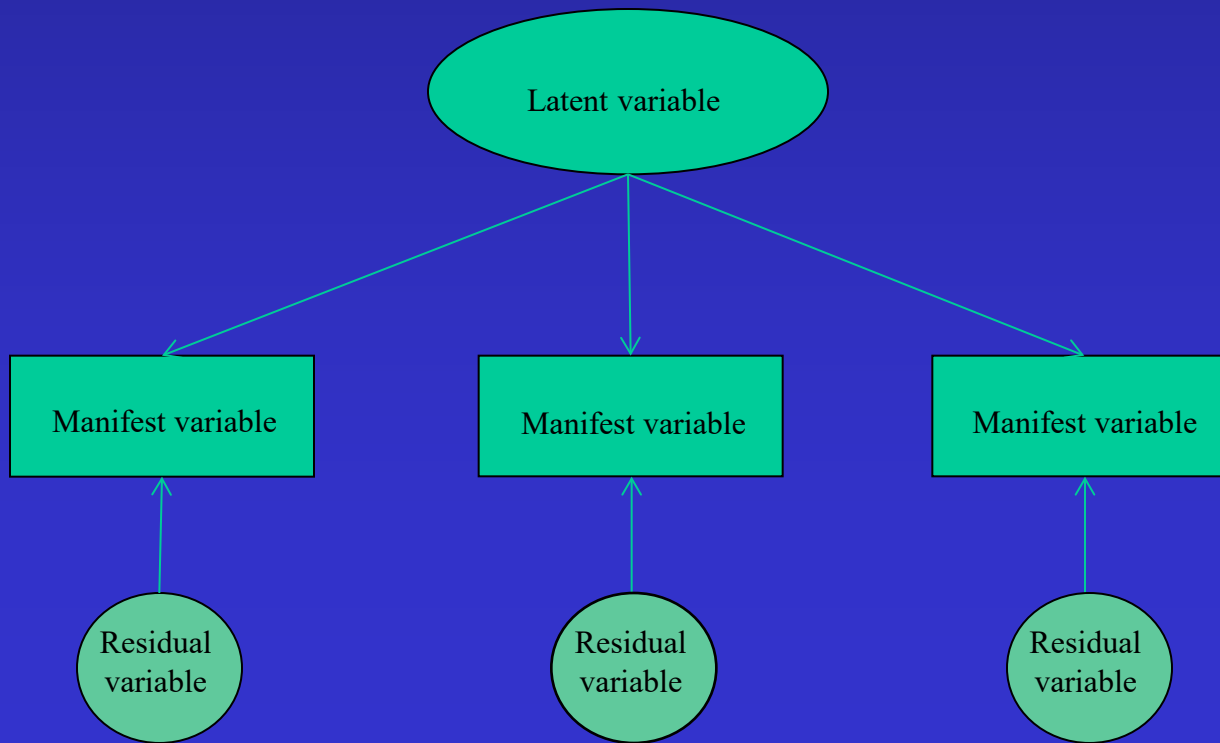 Latent variable
Manifest variable
Manifest variable
Manifest variable
Residual
variable
Residual
variable
Residual
variable